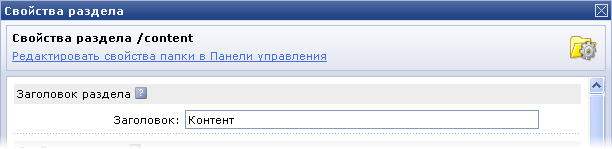 Свойства раздела
Свойства раздела /content
Редактировать свойства папки в Панели управления
Заголовок раздела ?
Заголовок: Контент